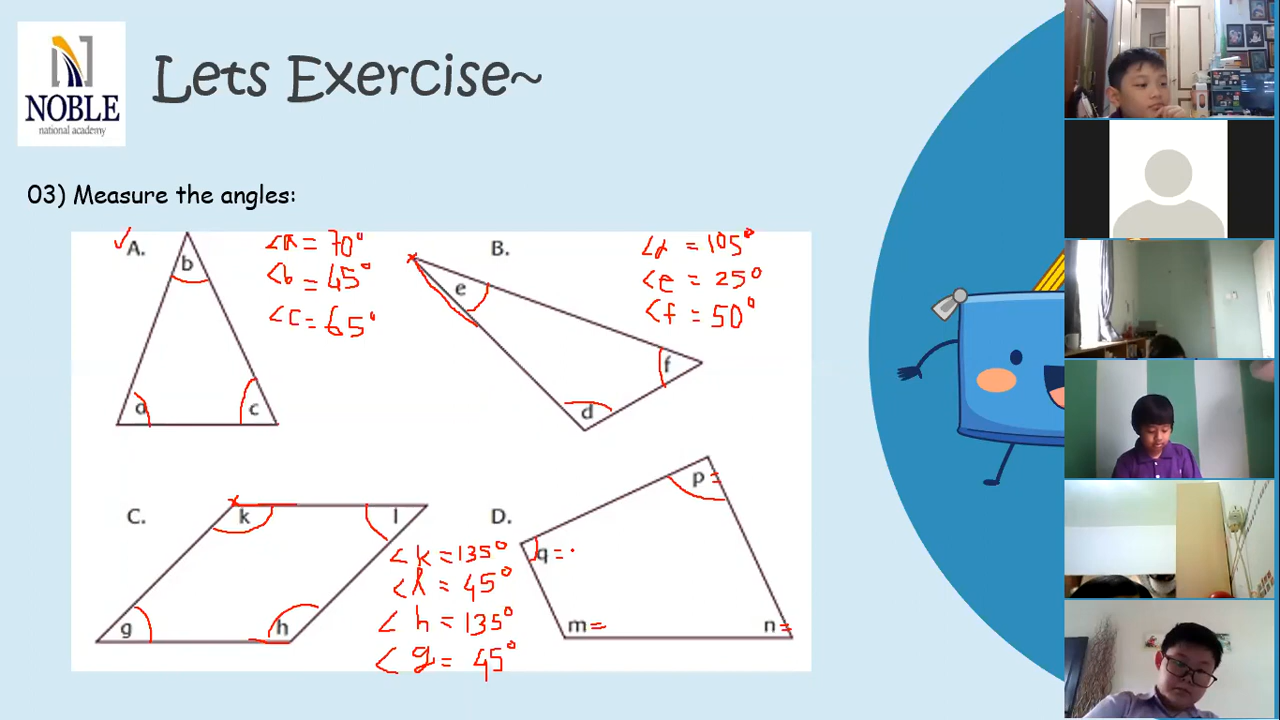 NOBLE
national academy
Lets Exercise~
03) Measure the angles:
A.
b
a
c
∠a = 70°
∠b = 45°
∠c = 65°
B.
e
f
d
∠d = 105°
∠e = 25°
∠f = 50°
C.
k
l
g
h
∠k = 135°
∠l = 45°
∠h = 135°
∠g = 45°
D.
p =
q =
m =
n =